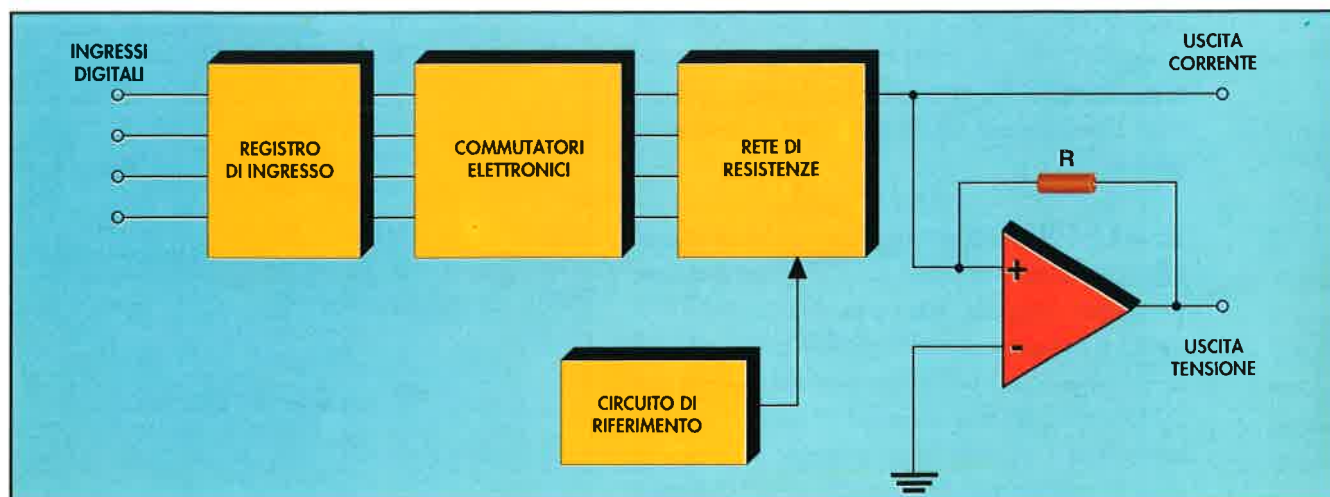 INGRESSI
DIGITALI
REGISTRO
DI INGRESSO
COMMUTATORI
ELETTRONICI
RETE DI
RESISTENZE
USCITA
CORRENTE
R
+
-
USCITA
TENSIONE
CIRCUITO DI
RIFERIMENTO